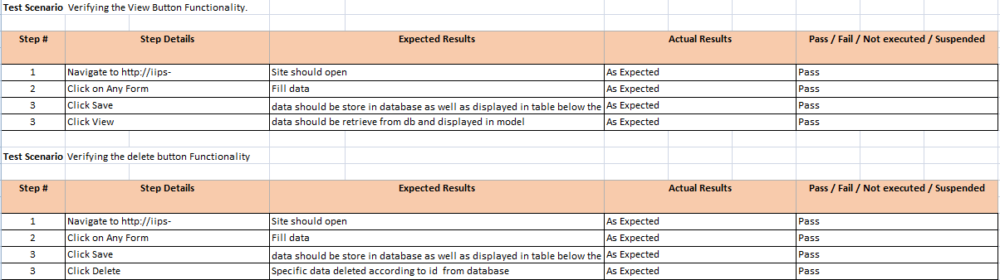 Test Scenario Verifying the View Button Functionality.
Step # Step Details Expected Results Actual Results Pass / Fail / Not executed / Suspended
1 Navigate to http://iips- Site should open As Expected Pass
2 Click on Any Form Fill data As Expected Pass
3 Click Save data should be store in database as well as displayed in table below the As Expected Pass
3 Click View data should be retrieve from db and displayed in model As Expected Pass
Test Scenario Verifying the delete button Functionality
Step # Step Details Expected Results Actual Results Pass / Fail / Not executed / Suspended
1 Navigate to http://iips- Site should open As Expected Pass
2 Click on Any Form Fill data As Expected Pass
3 Click Save data should be store in database as well as displayed in table below the As Expected Pass
3 Click Delete Specific data deleted according to id from database As Expected Pass